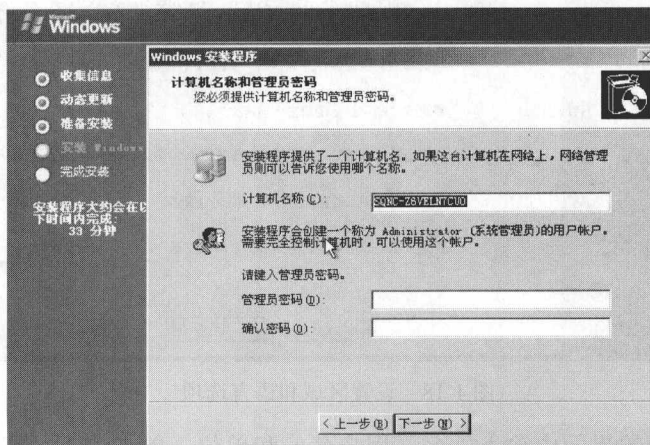 Microsoft
Windows
收集信息
动态更新
准备安装
安装 Windows
完成安装
安装程序大约会在以
下时间内完成:
33 分钟
Windows 安装程序
计算机名称和管理员密码
您必须提供计算机名称和管理员密码。
安装程序提供了一个计算机名。如果这台计算机在网络上，网络管理
员则可以告诉您使用哪个名称。
计算机名称(C):
SQNC-Z6VELN7CU0
安装程序会创建一个称为 Administrator (系统管理员)的用户帐户。
需要完全控制计算机时，可以使用这个帐户。
请键入管理员密码。
管理员密码(D):
确认密码(O):
< 上一步(B)
下一步(N) >